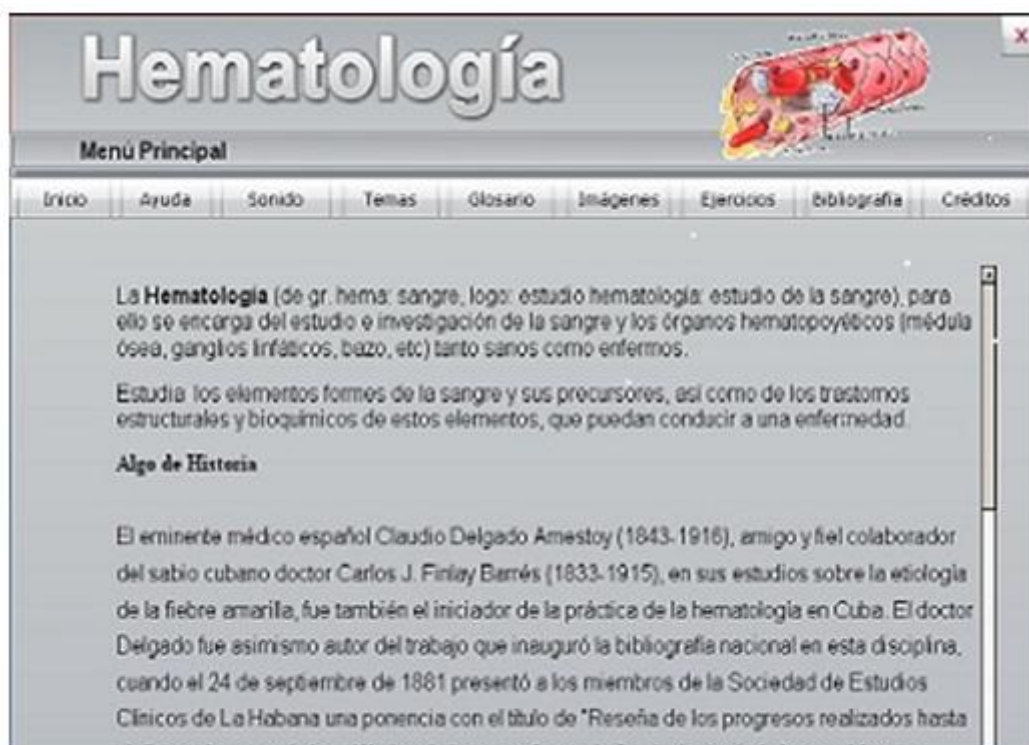 Hematología
X
Menú Principal
Inicio
Ayuda
Sonido
Temas
Glosario
Imágenes
Ejercicios
Bibliografía
Créditos
La Hematología (de gr. hema: sangre, logo: estudio hematología: estudio de la sangre), para
ello se encarga del estudio e investigación de la sangre y los órganos hematopoyéticos (médula
ósea, ganglios linfáticos, bazo, etc) tanto sanos como enfermos.
Estudia los elementos formes de la sangre y sus precursores, así como de los trastornos
estructurales y bioquímicos de estos elementos, que puedan conducir a una enfermedad.
Algo de Historia
El eminente médico español Claudio Delgado Amestoy (1843-1916), amigo y fiel colaborador
del sabio cubano doctor Carlos J. Finlay Barrés (1833-1915), en sus estudios sobre la etiología
de la fiebre amarilla, fue también el iniciador de la práctica de la hematología en Cuba. El doctor
Delgado fue asimismo autor del trabajo que inauguró la bibliografía nacional en esta disciplina,
cuando el 24 de septiembre de 1881 presentó a los miembros de la Sociedad de Estudios
Clínicos de La Habana una ponencia con el título de "Reseña de los progresos realizados hasta